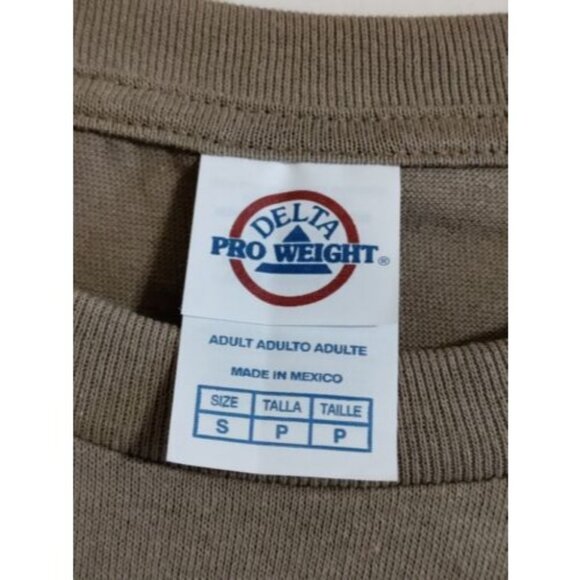 DELTA
PRO WEIGHT®
ADULT ADULTO ADULTE
MADE IN MEXICO
SIZE TALLA TAILLE
S P P